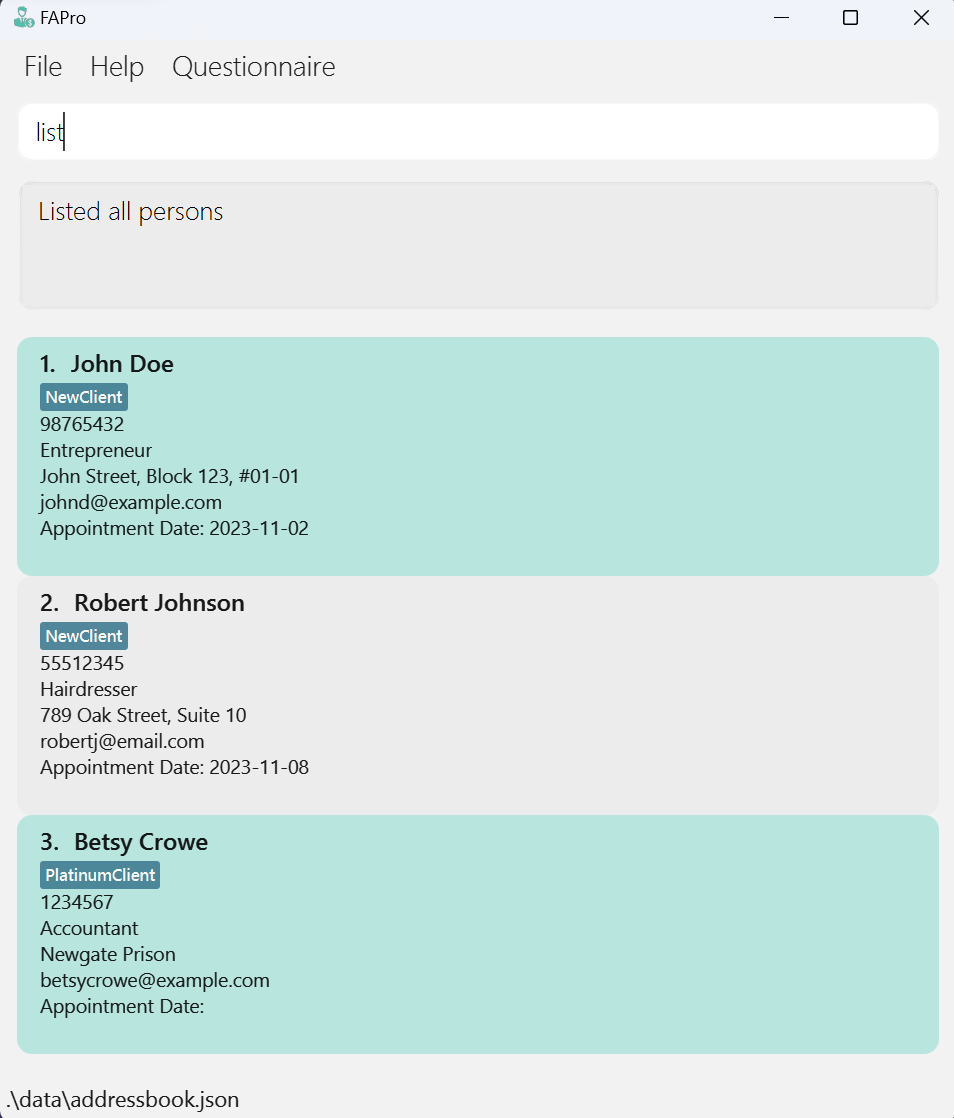 FAPro
File Help Questionnaire
list
Listed all persons
1. John Doe
NewClient
98765432
Entrepreneur
John Street, Block 123, #01-01
johnd@example.com
Appointment Date: 2023-11-02
2. Robert Johnson
NewClient
55512345
Hairdresser
789 Oak Street, Suite 10
robertj@email.com
Appointment Date: 2023-11-08
3. Betsy Crowe
PlatinumClient
1234567
Accountant
Newgate Prison
betsycrowe@example.com
Appointment Date:
.\data\addressbook.json